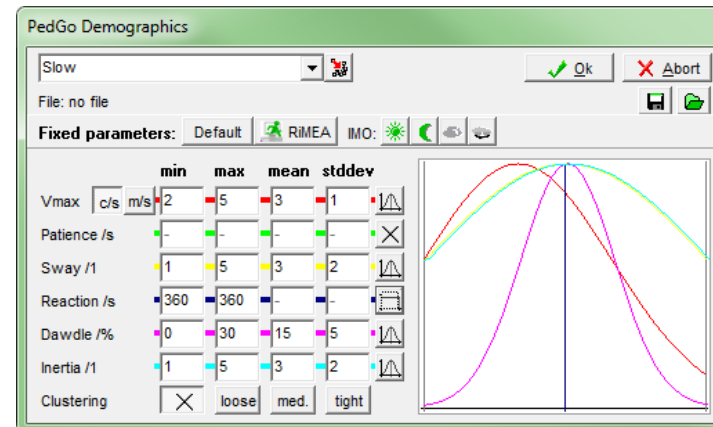 PedGo Demographics
Slow Ok Abort
File: no file
Fixed parameters: Default RiMEA IMO:
min max mean stddev
Vmax c/s m/s 2 5 3 1
Patience /s - - - -
Sway /1 1 5 3 2
Reaction /s 360 360 - -
Dawdle /% 0 30 15 5
Inertia /1 1 5 3 2
Clustering loose med. tight